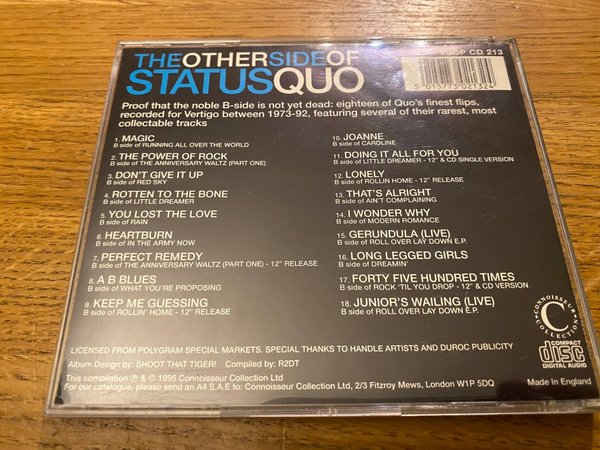 THEOTHERSIDEOF
STATUSQUO
CD 213
5 015773 021324
Proof that the noble B-side is not yet dead: eighteen of Quo's finest flips,
recorded for Vertigo between 1973-92, featuring several of their rarest, most
collectable tracks
1. MAGIC
B side of RUNNING ALL OVER THE WORLD
2. THE POWER OF ROCK
B side of THE ANNIVERSARY WALTZ (PART ONE)
3. DON'T GIVE IT UP
B side of RED SKY
4. ROTTEN TO THE BONE
B side of LITTLE DREAMER
5. YOU LOST THE LOVE
B side of RAIN
6. HEARTBURN
B side of IN THE ARMY NOW
7. PERFECT REMEDY
B side of THE ANNIVERSARY WALTZ (PART ONE) - 12" RELEASE
8. A B BLUES
B side of WHAT YOU'RE PROPOSING
9. KEEP ME GUESSING
B side of ROLLIN' HOME - 12" RELEASE
10. JOANNE
B side of CAROLINE
11. DOING IT ALL FOR YOU
B side of LITTLE DREAMER - 12" & CD SINGLE VERSION
12. LONELY
B side of ROLLIN HOME - 12" RELEASE
13. THAT'S ALRIGHT
B side of AIN'T COMPLAINING
14. I WONDER WHY
B side of MODERN ROMANCE
15. GERUNDULA (LIVE)
B side of ROLL OVER LAY DOWN E.P.
16. LONG LEGGED GIRLS
B side of DREAMIN'
17. FORTY FIVE HUNDRED TIMES
B side of ROCK 'TIL YOU DROP - 12" & CD VERSION
18. JUNIOR'S WAILING (LIVE)
B side of ROLL OVER LAY DOWN E.P.
CONNOISSEUR
C
COLLECTION
LICENSED FROM POLYGRAM SPECIAL MARKETS. SPECIAL THANKS TO HANDLE ARTISTS AND DUROC PUBLICITY
Album Design by: SHOOT THAT TIGER! Compiled by: R2DT
This compilation ℗ & © 1995 Connoisseur Collection Ltd
For our catalogue, please send an A4 S.A.E to: Connoisseur Collection Ltd, 2/3 Fitzroy Mews, London W1P 5DQ
COMPACT
disc
DIGITAL AUDIO
Made in England